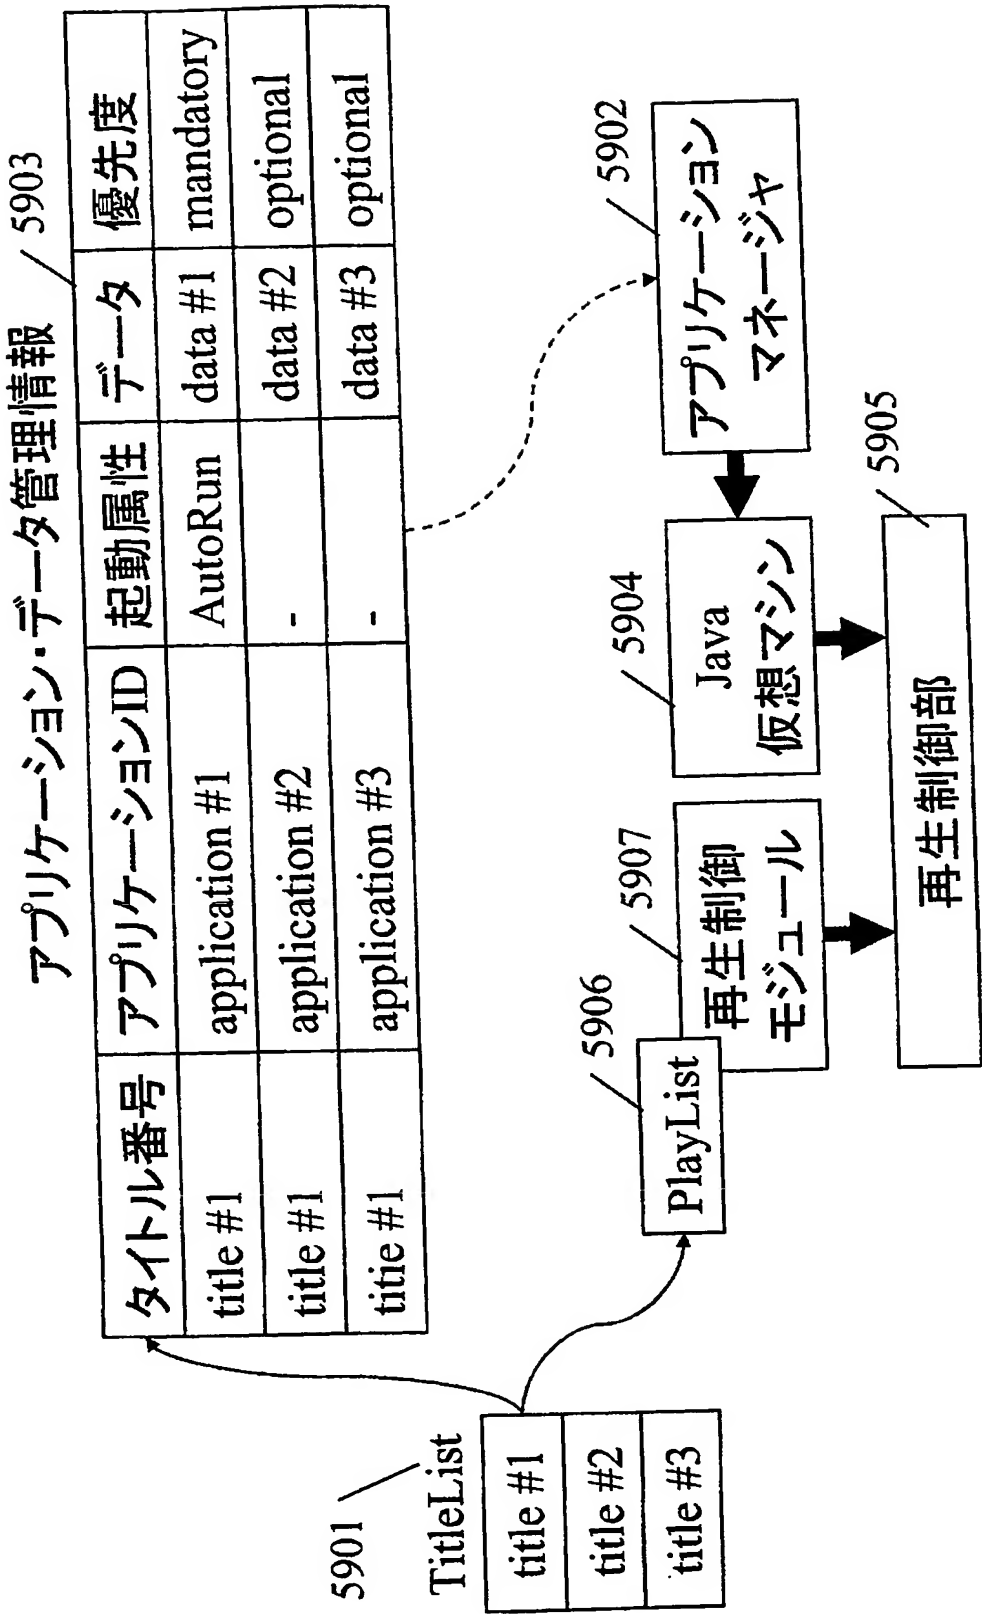 アプリケーション・データ管理情報
5903
タイトル番号 アプリケーションID 起動属性 データ 優先度
title #1 application #1 AutoRun data #1 mandatory
title #1 application #2 - data #2 optional
titie #1 application #3 - data #3 optional
5901
TitleList
title #1
title #2
title #3
5906
PlayList
5907
再生制御
モジュール
5904
Java
仮想マシン
5902
アプリケーション
マネージャ
5905
再生制御部